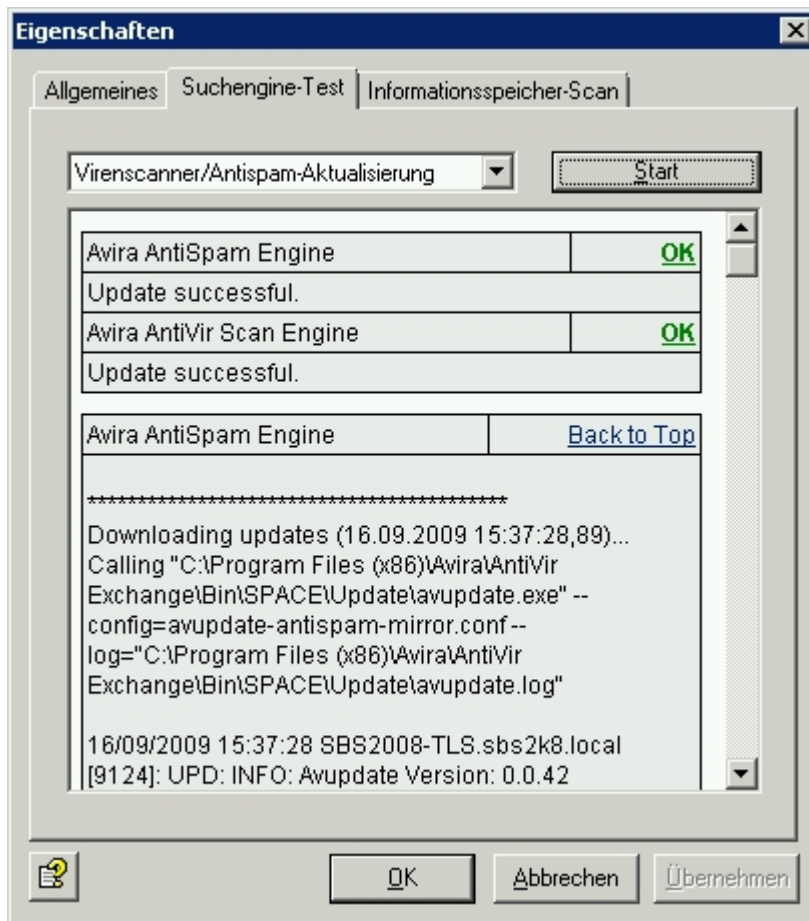 Eigenschaften
Allgemeines
Suchengine-Test
Informationsspeicher-Scan
Virenscanner/Antispam-Aktualisierung
Start
Avira AntiSpam Engine OK
Update successful.
Avira AntiVir Scan Engine OK
Update successful.
Avira AntiSpam Engine Back to Top
*****************************************
Downloading updates (16.09.2009 15:37:28,89)...
Calling "C:\Program Files (x86)\Avira\AntiVir
Exchange\Bin\SPACE\Update\avupdate.exe" --
config=avupdate-antispam-mirror.conf --
log="C:\Program Files (x86)\Avira\AntiVir
Exchange\Bin\SPACE\Update\avupdate.log"
16/09/2009 15:37:28 SBS2008-TLS.sbs2k8.local
[9124]: UPD: INFO: Avupdate Version: 0.0.42
OK
Abbrechen
Übernehmen